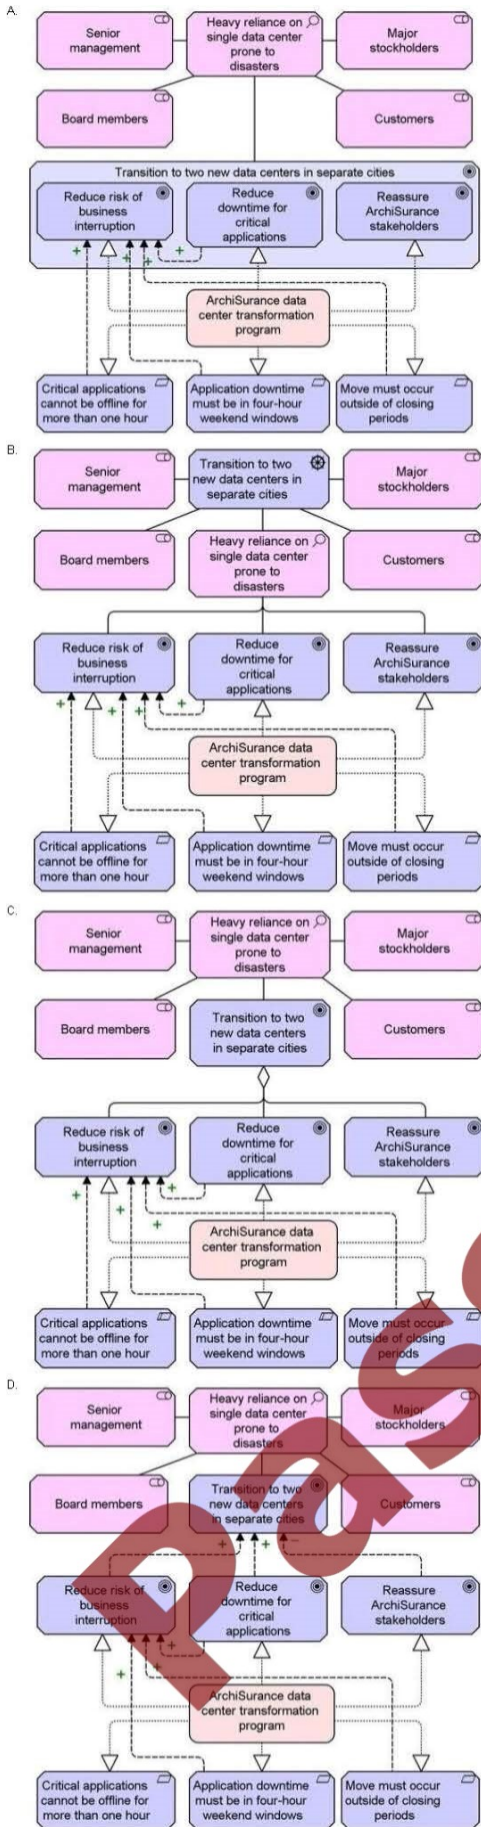 A.
Senior
management
Heavy reliance on
single data center
prone to
disasters
Major
stockholders
Board members
Customers
Transition to two new data centers in separate cities
Reduce risk of
business
interruption
Reduce
downtime for
critical
applications
Reassure
ArchiSurance
stakeholders
+ + + +
ArchiSurance data
center transformation
program
Critical applications
cannot be offline for
more than one hour
Application downtime
must be in four-hour
weekend windows
Move must occur
outside of closing
periods
B.
Senior
management
Transition to two
new data centers in
separate cities
Major
stockholders
Board members
Heavy reliance on
single data center
prone to
disasters
Customers
Reduce risk of
business
interruption
Reduce
downtime for
critical
applications
Reassure
ArchiSurance
stakeholders
+ + + +
ArchiSurance data
center transformation
program
Critical applications
cannot be offline for
more than one hour
Application downtime
must be in four-hour
weekend windows
Move must occur
outside of closing
periods
C.
Senior
management
Heavy reliance on
single data center
prone to
disasters
Major
stockholders
Board members
Transition to two
new data centers
in separate cities
Customers
Reduce risk of
business
interruption
Reduce
downtime for
critical
applications
Reassure
ArchiSurance
stakeholders
+ + + +
ArchiSurance data
center transformation
program
Critical applications
cannot be offline for
more than one hour
Application downtime
must be in four-hour
weekend windows
Move must occur
outside of closing
periods
D.
Senior
management
Heavy reliance on
single data center
prone to
disasters
Major
stockholders
Board members
Transition to two
new data centers
in separate cities
Customers
+ + −
Reduce risk of
business
interruption
Reduce
downtime for
critical
applications
Reassure
ArchiSurance
stakeholders
+ + +
ArchiSurance data
center transformation
program
Critical applications
cannot be offline for
more than one hour
Application downtime
must be in four-hour
weekend windows
Move must occur
outside of closing
periods
Pas